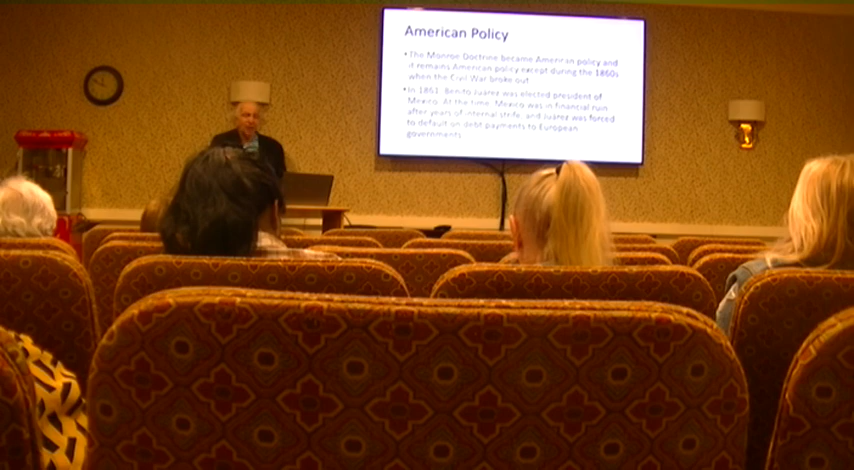 American Policy
• The Monroe Doctrine became American policy and
it remains American policy except during the 1860s
when the Civil War broke out.
• In 1861, Benito Juarez was elected president of
Mexico. At the time, Mexico was in financial ruin
after years of internal strife, and Juarez was forced
to default on debt payments to European
governments.